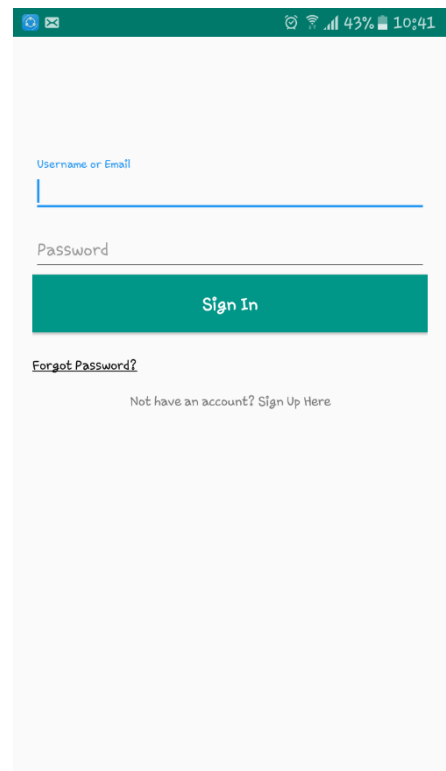 43% 10:41
Username or Email
Password
Sign In
Forgot Password?
Not have an account? Sign Up Here